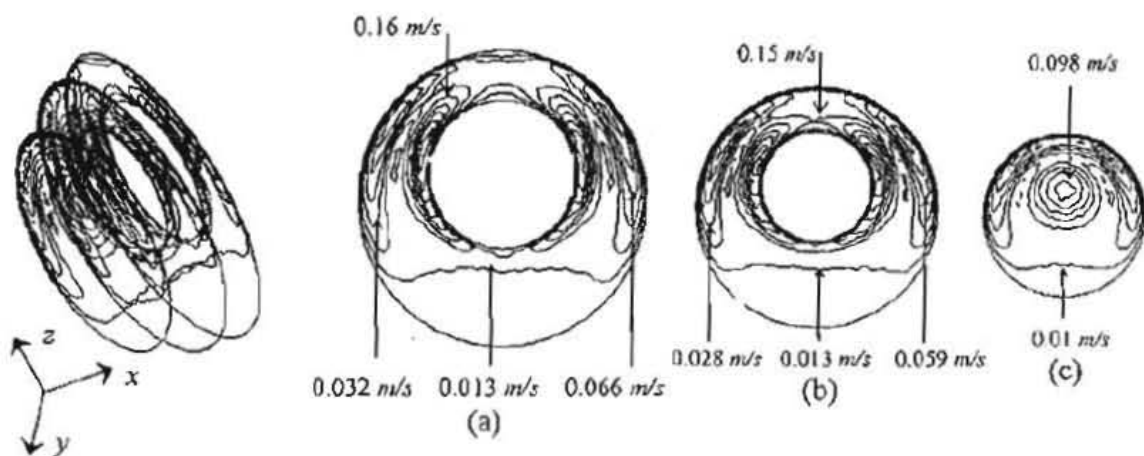 0.16 m/s
0.15 m/s
0.098 m/s
z
x
y
0.032 m/s 0.013 m/s 0.066 m/s
(a)
0.028 m/s 0.013 m/s 0.059 m/s
(b)
0.01 m/s
(c)